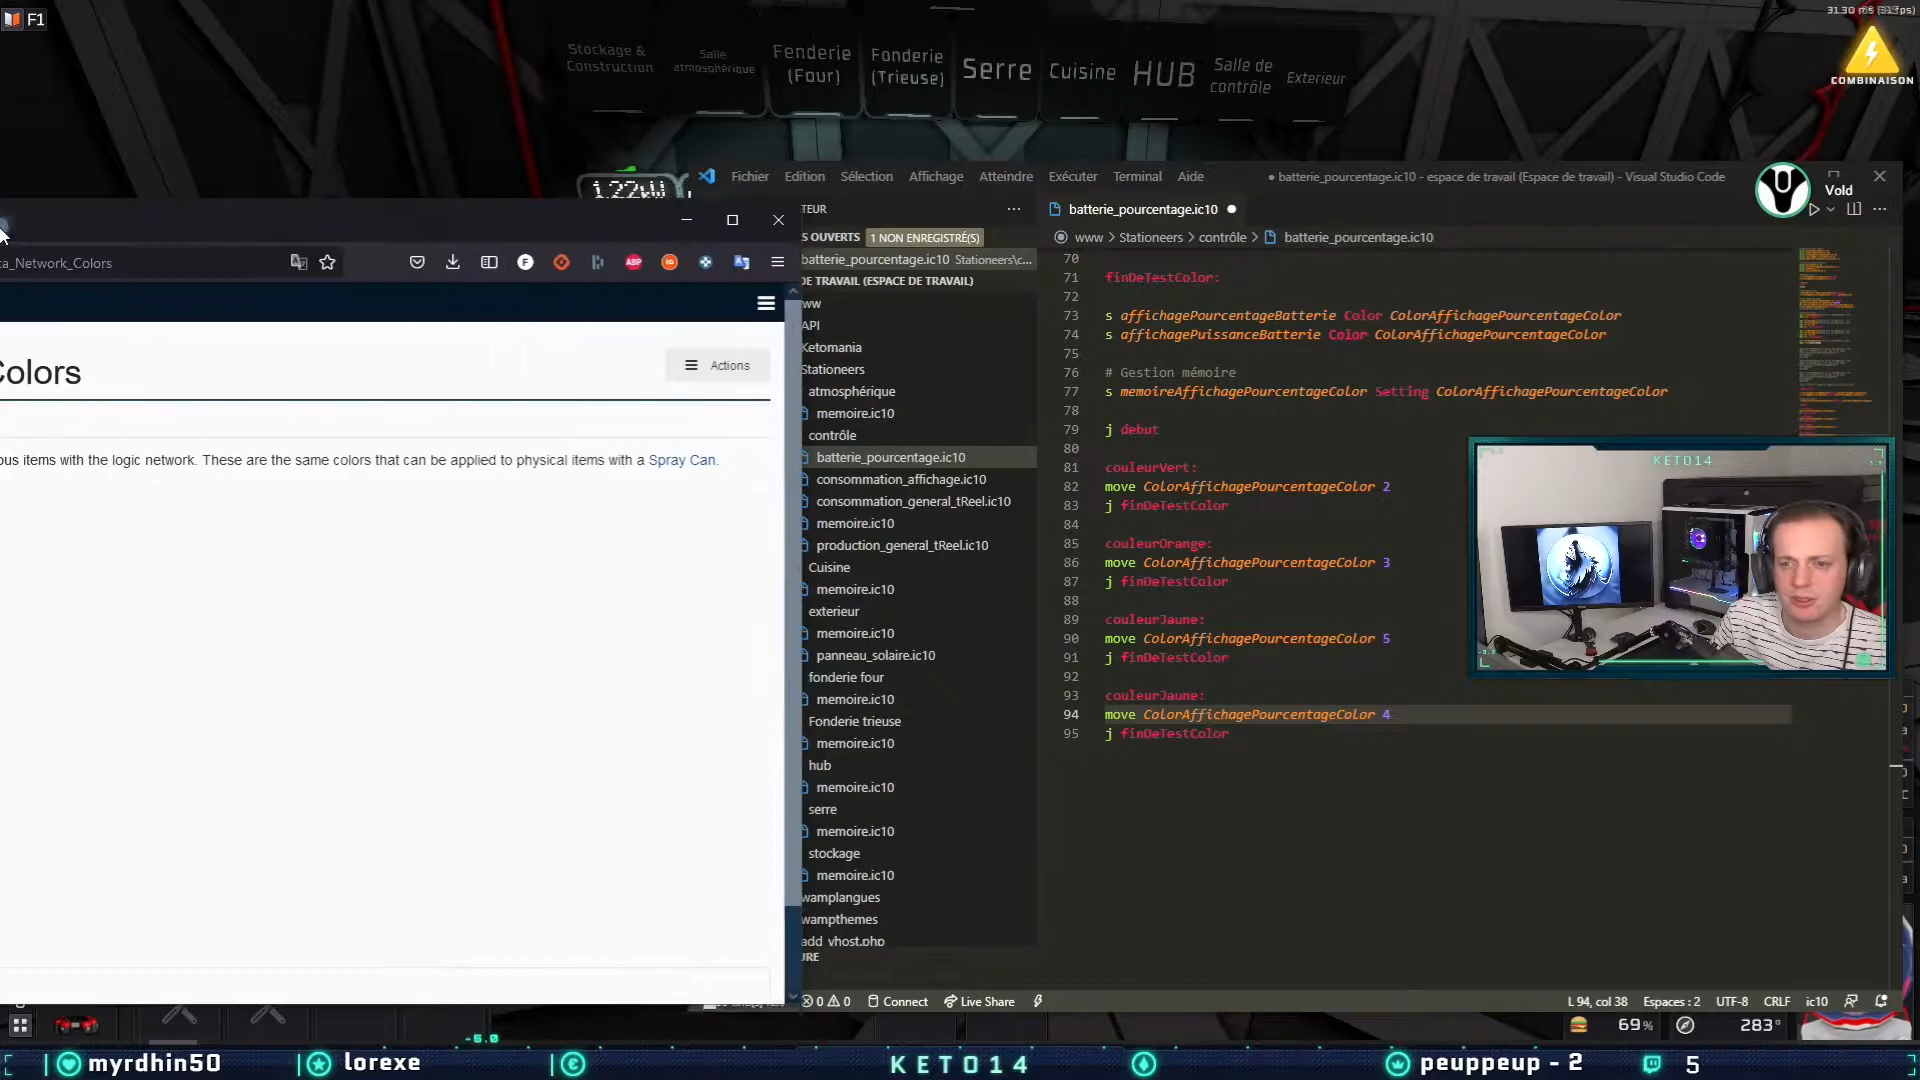 F1
Stockage &
Construction
Salle
atmosphérique
Fenderie
(Four)
Fonderie
(Trieuse)
Serre
Cuisine
HUB
Salle de
contrôle
Exterieur
COMBINAISON
1.22
Fichier Edition Sélection Affichage Atteindre Exécuter Terminal Aide
● batterie_pourcentage.ic10 - espace de travail (Espace de travail) - Visual Studio Code
Vold
TEUR ···
batterie_pourcentage.ic10
S OUVERTS 1 NON ENREGISTRÉ(S)
www > Stationeers > contrôle > batterie_pourcentage.ic10
ta_Network_Colors
batterie_pourcentage.ic10 Stationeers\c...
DE TRAVAIL (ESPACE DE TRAVAIL)
ww
API
Ketomania
Stationeers
atmosphérique
memoire.ic10
contrôle
batterie_pourcentage.ic10
consommation_affichage.ic10
consommation_general_tReel.ic10
memoire.ic10
production_general_tReel.ic10
Cuisine
memoire.ic10
exterieur
memoire.ic10
panneau_solaire.ic10
fonderie four
memoire.ic10
Fonderie trieuse
memoire.ic10
hub
memoire.ic10
serre
memoire.ic10
stockage
memoire.ic10
wamplangues
wampthemes
add_vhost.php
URE
Colors
Actions
ous items with the logic network. These are the same colors that can be applied to physical items with a Spray Can.
70
71 finDeTestColor:
72
73 s affichagePourcentageBatterie Color ColorAffichagePourcentageColor
74 s affichagePuissanceBatterie Color ColorAffichagePourcentageColor
75
76 # Gestion mémoire
77 s memoireAffichagePourcentageColor Setting ColorAffichagePourcentageColor
78
79 j debut
80
81 couleurVert:
82 move ColorAffichagePourcentageColor 2
83 j finDeTestColor
84
85 couleurOrange:
86 move ColorAffichagePourcentageColor 3
87 j finDeTestColor
88
89 couleurJaune:
90 move ColorAffichagePourcentageColor 5
91 j finDeTestColor
92
93 couleurJaune:
94 move ColorAffichagePourcentageColor 4
95 j finDeTestColor
KETO14
0 0 Connect Live Share
L 94, col 38 Espaces : 2 UTF-8 CRLF ic10
69% 283°
-5.0
myrdhin50 lorexe KETO14 peuppeup - 2 5